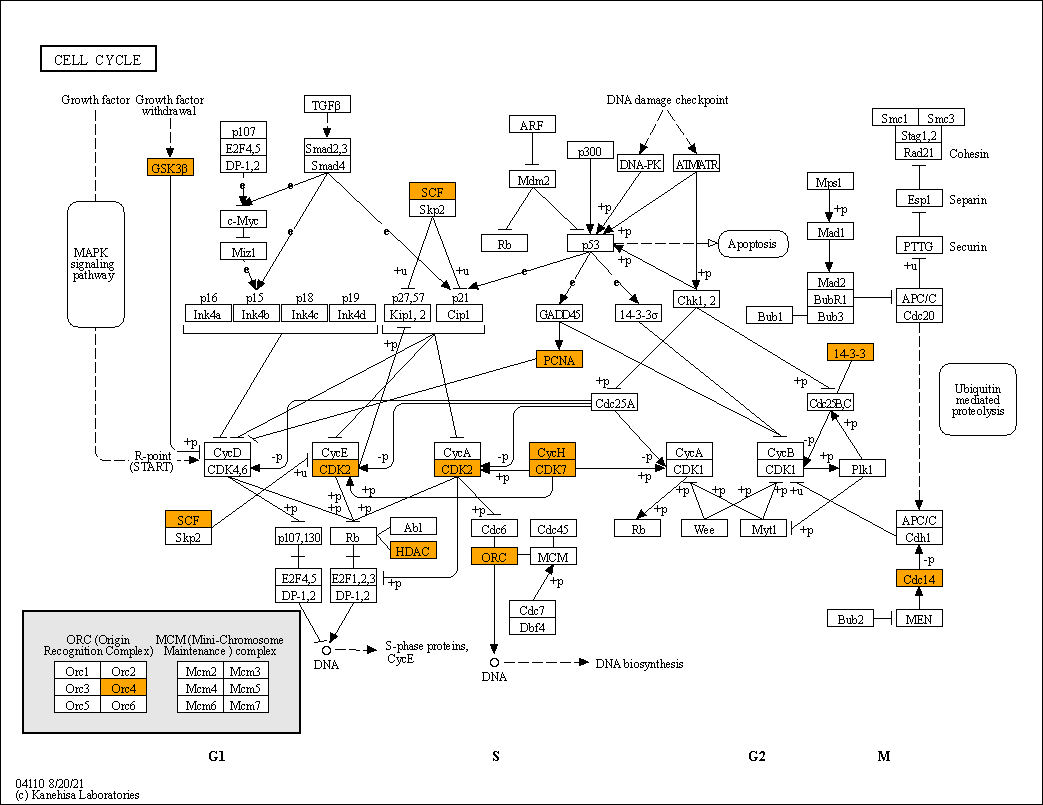 CELL CYCLE
Growth factor
Growth factor
withdrawal
TGFβ
DNA damage checkpoint
Smc1
Smc3
Stag1,2
Rad21
Cohesin
p107
E2F4,5
DP-1,2
Smad2,3
Smad4
ARF
p300
DNA-PK
ATMATR
GSK3β
Mdm2
Mps1
e
e
SCF
Skp2
+p
+p
Esp1
Separin
c-Myc
e
e
Rb
p53
Mad1
MAPK
signaling
pathway
Miz1
Apoptosis
PTTG
Securin
+p
e
+u
+u
e
e
e
+p
+u
Mad2
BubR1
Bub3
Bub1
APC/C
Cdc20
p16
p15
p18
p19
p27,57
p21
Ink4a
Ink4b
Ink4c
Ink4d
Kip1, 2
Cip1
GADD45
14-3-3σ
Chk1, 2
+p
PCNA
14-3-3
+p
+p
Cdc25A
Cdc25B,C
Ubiquitin
mediated
proteolysis
+p
+p
-p
R-point
(START)
CycD
CDK4,6
-p
+u
CycE
CDK2
-p
CycA
CDK2
-p
+p
CycH
CDK7
-p
+p
CycA
CDK1
CycB
CDK1
+p
Plk1
+p
+p
+p
+p
+p
+p
+p
+u
SCF
Skp2
+p
+p
+p
+p
p107,130
Rb
Abl
HDAC
Cdc6
Cdc45
ORC
MCM
Rb
Wee
Myt1
APC/C
Cdh1
-p
E2F4,5
DP-1,2
E2F1,2,3
DP-1,2
+p
+p
Cdc7
Dbf4
Cdc14
Bub2
MEN
DNA
S-phase proteins,
CycE
DNA
DNA biosynthesis
ORC (Origin
Recognition Complex)
MCM (Mini-Chromosome
Maintenance ) complex
Orc1
Orc2
Mcm2
Mcm3
Orc3
Orc4
Mcm4
Mcm5
Orc5
Orc6
Mcm6
Mcm7
G1
S
G2
M
04110 8/20/21
(c) Kanehisa Laboratories